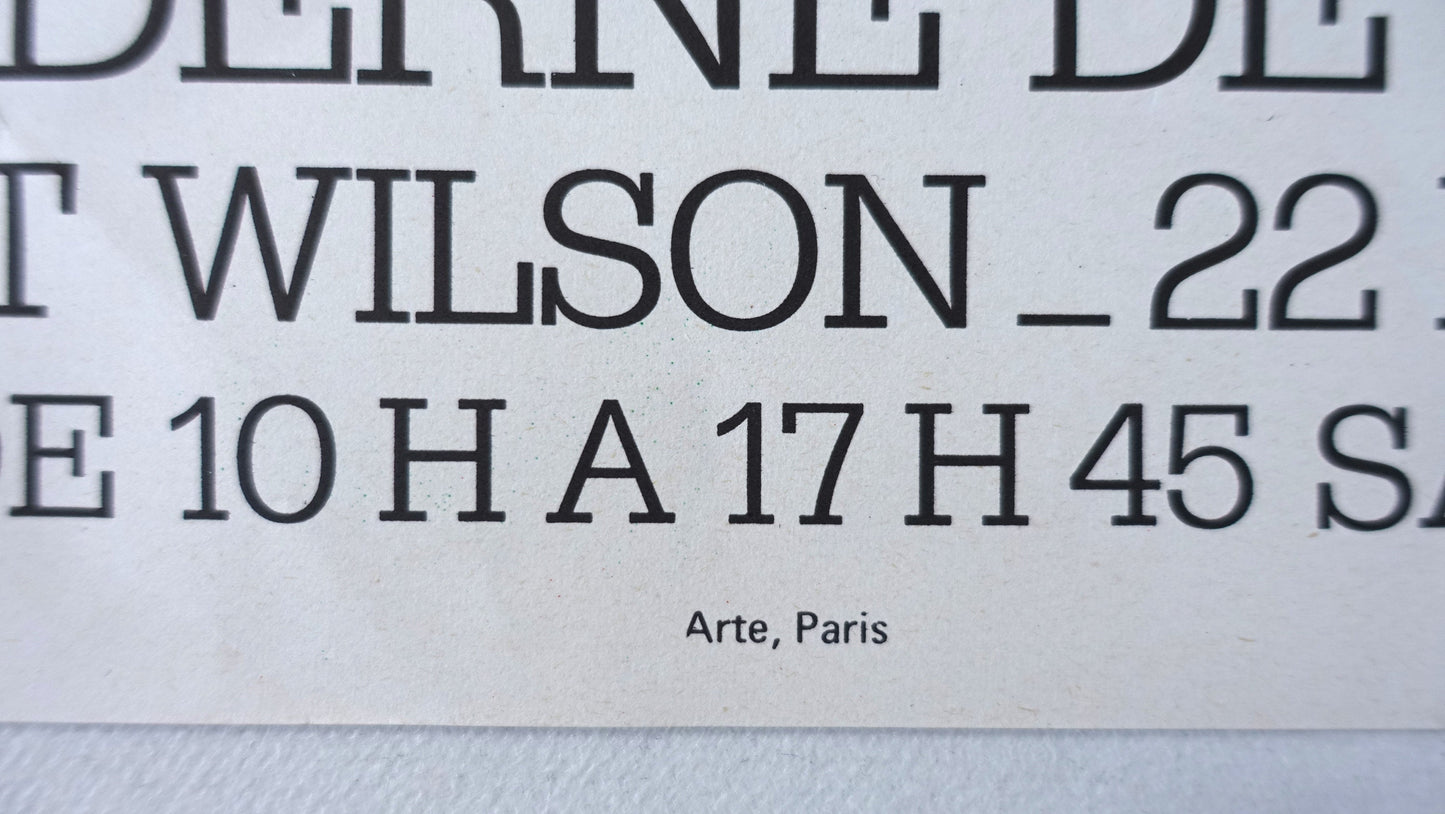 DERNE DE
T WILSON _ 22
DE 10 H A 17 H 45 SA
Arte, Paris